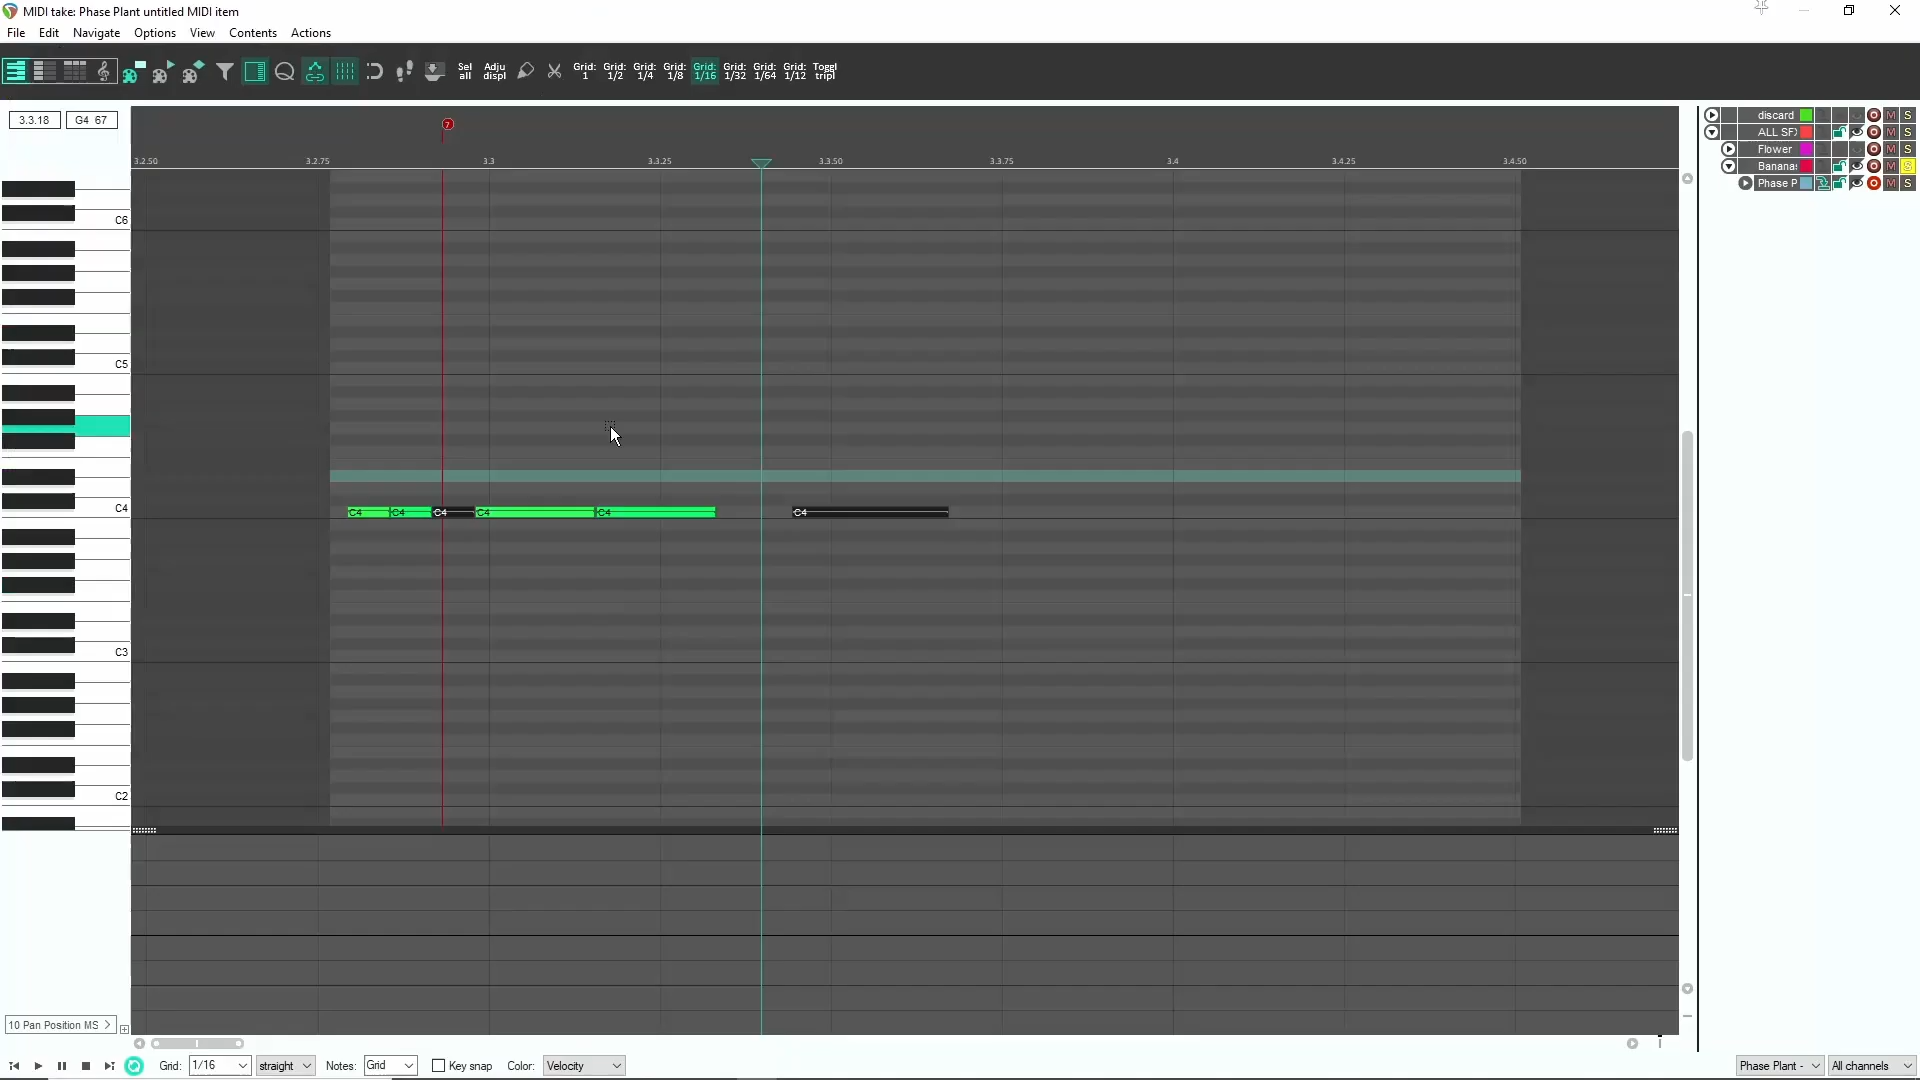 MIDI take: Phase Plant untitled MIDI item
File Edit Navigate Options View Contents Actions
Sel all Adju displ Grid: 1 Grid: 1/2 Grid: 1/4 Grid: 1/8 Grid: 1/16 Grid: 1/32 Grid: 1/64 Grid: 1/12 Toggl tripl
3.3.18 G4 67
7
3.2.50 3.2.75 3.3 3.3.25 3.3.50 3.3.75 3.4 3.4.25 3.4.50
discard M S
ALL SF M S
Flower M S
Banana M S
Phase P M S
C6
C5
C4
C4 C4 C4 C4 C4 C4
C3
C2
10 Pan Position MS
Grid: 1/16 straight Notes: Grid Key snap Color: Velocity Phase Plant - All channels